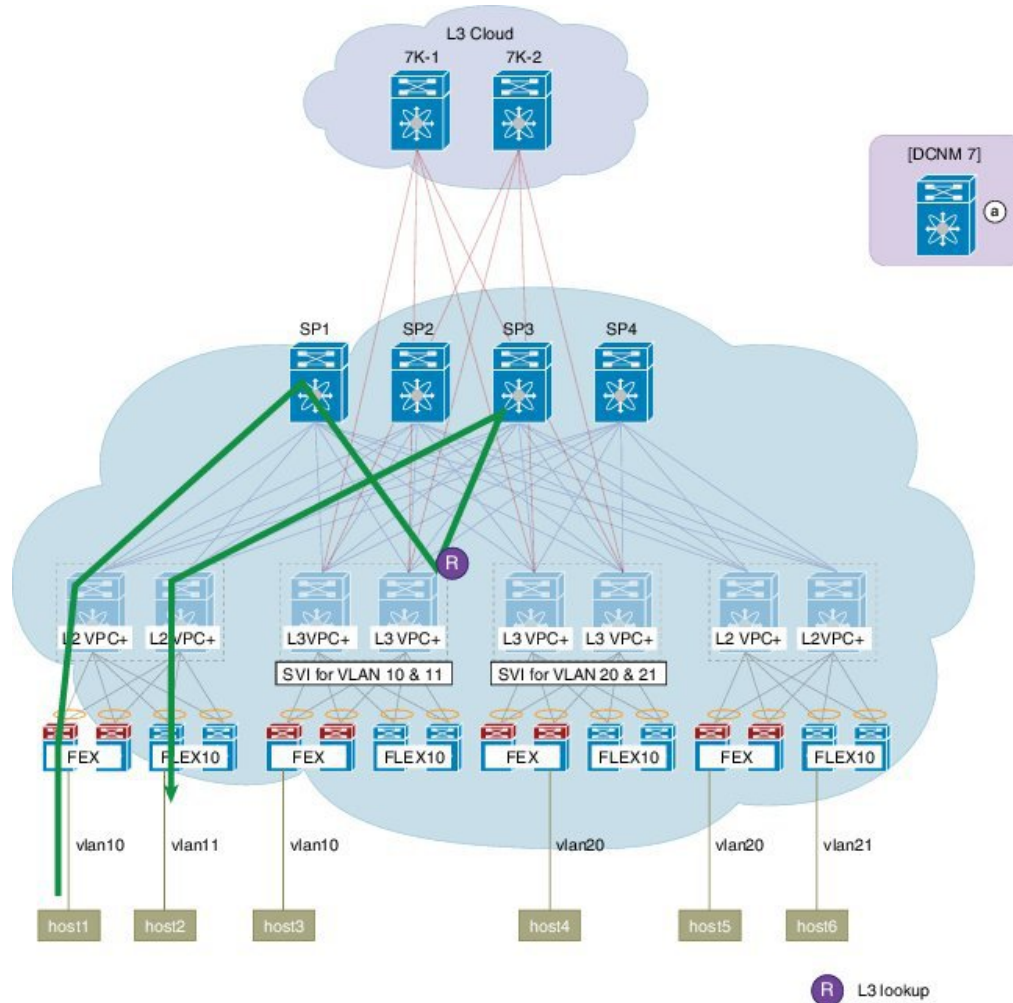 L3 Cloud
7K-1
7K-2
[DCNM 7]
a
SP1
SP2
SP3
SP4
R
L2 VPC+
L2 VPC+
L3VPC+
L3 VPC+
L3 VPC+
L3 VPC+
L2 VPC+
L2VPC+
SVI for VLAN 10 & 11
SVI for VLAN 20 & 21
FEX
FLEX10
FEX
FLEX10
FEX
FLEX10
FEX
FLEX10
vlan10
vlan11
vlan10
vlan20
vlan20
vlan21
host1
host2
host3
host4
host5
host6
R L3 lookup